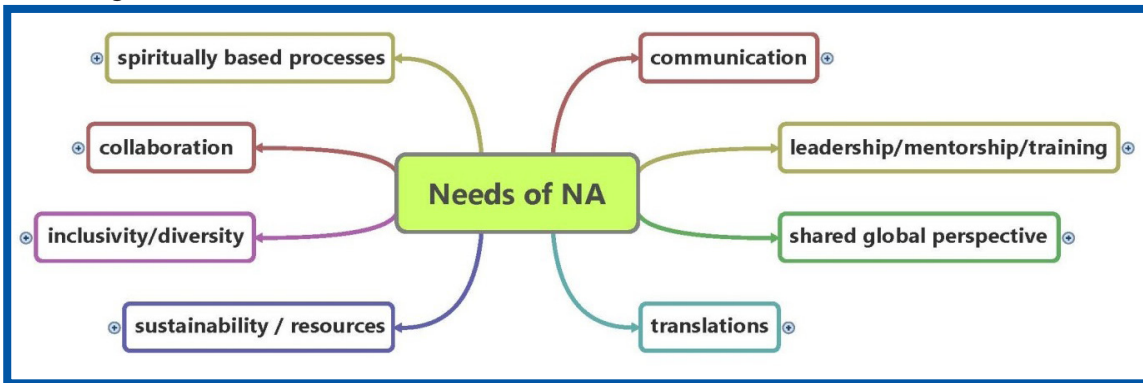 spiritually based processes
communication
collaboration
leadership/mentorship/training
Needs of NA
inclusivity/diversity
shared global perspective
sustainability / resources
translations